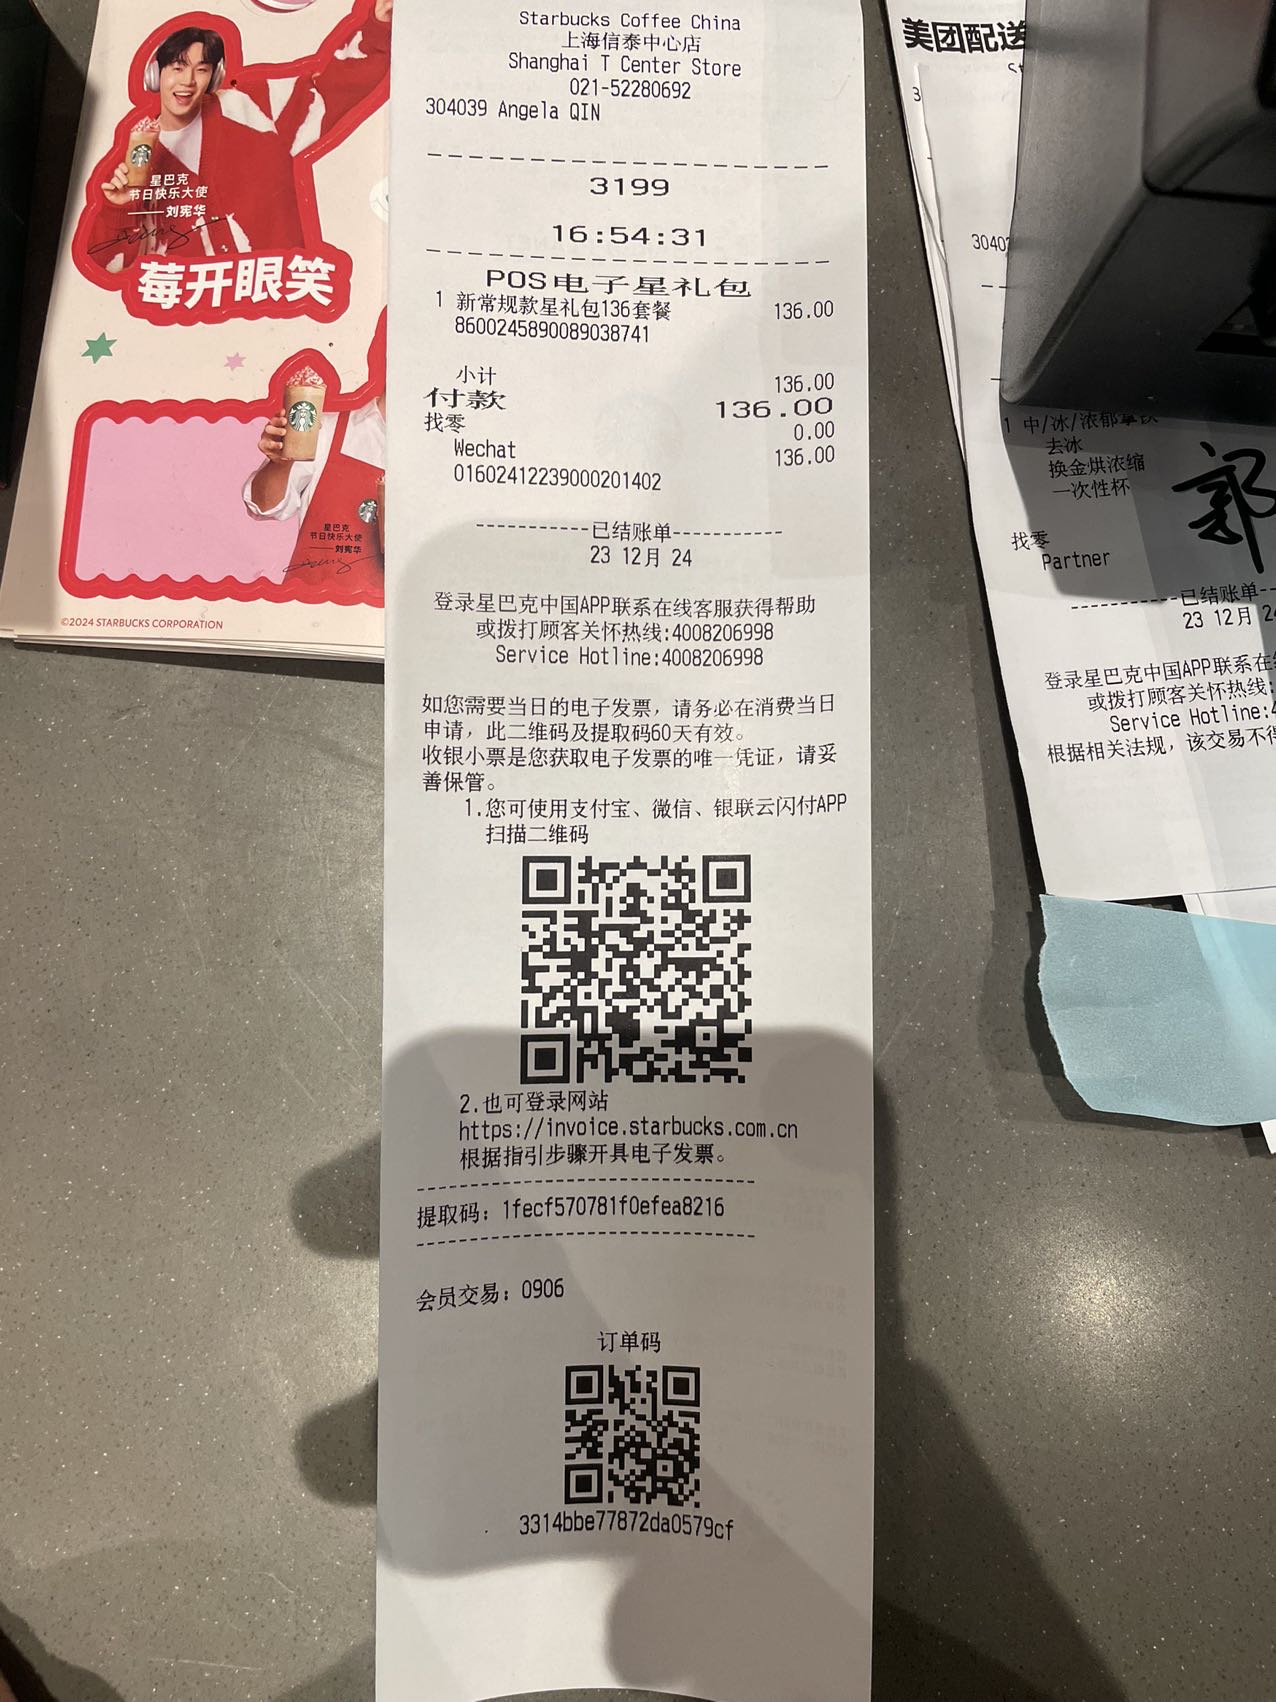 Starbucks Coffee China
上海信泰中心店
Shanghai T Center Store
021-52280692
304039 Angela QIN
3199
16:54:31
POS电子星礼包
1 新常规款星礼包136套餐 136.00
86002458900890387​41
小计 136.00
付款 136.00
找零 0.00
Wechat 136.00
01602412239000201402
-----------已结账单-----------
23 12月 24
登录星巴克中国APP联系在线客服获得帮助
或拨打顾客关怀热线:4008206998
Service Hotline:4008206998
如您需要当日的电子发票，请务必在消费当日
申请，此二维码及提取码60天有效。
收银小票是您获取电子发票的唯一凭证，请妥
善保管。
1.您可使用支付宝、微信、银联云闪付APP
扫描二维码
2.也可登录网站
https://invoice.starbucks.com.cn
根据指引步骤开具电子发票。
提取码：1fecf570781f0efea8216
会员交易：0906
订单码
3314bbe77872da0579cf
星巴克
节日快乐大使
——刘宪华
莓开眼笑
星巴克
节日快乐大使
——刘宪华
©2024 STARBUCKS CORPORATION
美团配送
3040
1 中/冰/浓郁拿铁
去冰
换金烘浓缩
一次性杯
郭
找零
Partner
-----------已结账单-
23 12月 2
登录星巴克中国APP联系在
或拨打顾客关怀热线:
Service Hotline:4
根据相关法规，该交易不得